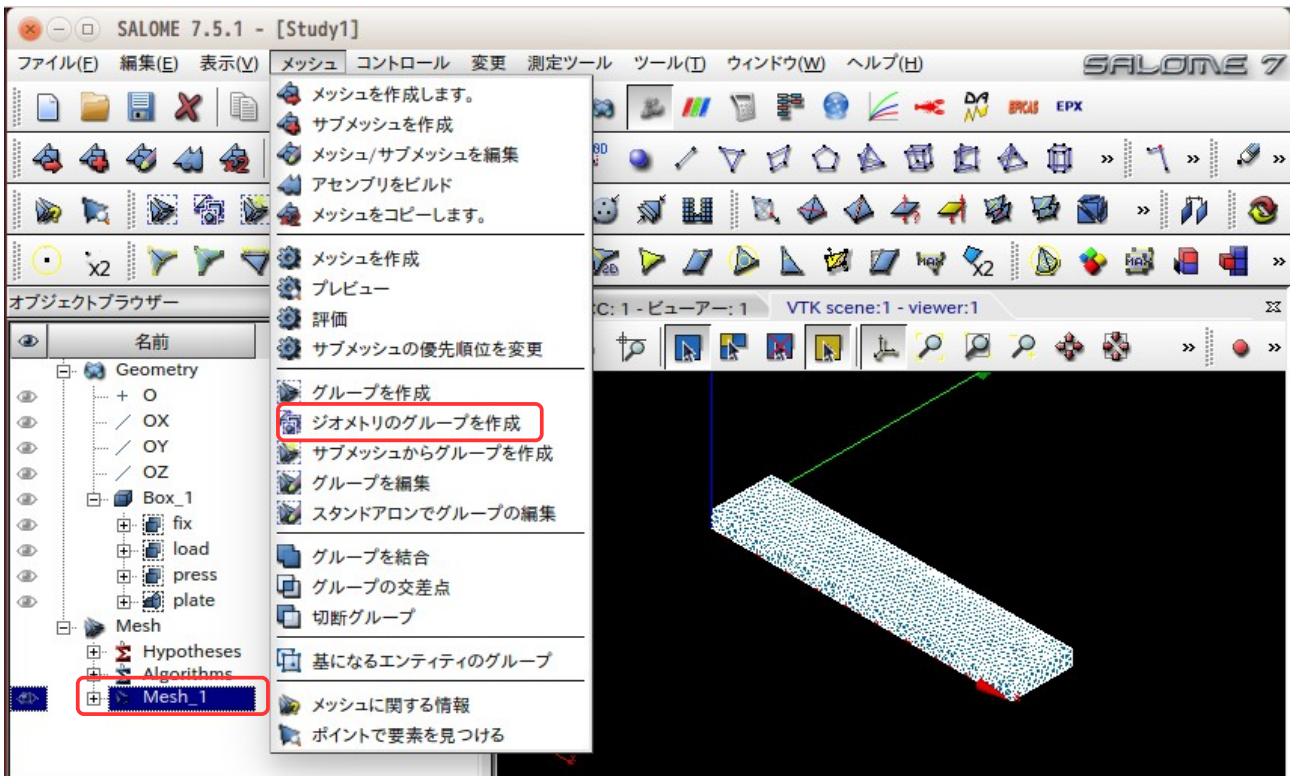 SALOME 7.5.1 - [Study1]
ファイル(F) 編集(E) 表示(V) メッシュ コントロール 変更 測定ツール ツール(T) ウィンドウ(W) ヘルプ(H) SALOME 7
メッシュを作成します。
サブメッシュを作成
メッシュ/サブメッシュを編集
アセンブリをビルド
メッシュをコピーします。
メッシュを作成
プレビュー
評価
サブメッシュの優先順位を変更
グループを作成
ジオメトリのグループを作成
サブメッシュからグループを作成
グループを編集
スタンドアロンでグループの編集
グループを結合
グループの交差点
切断グループ
基になるエンティティのグループ
メッシュに関する情報
ポイントで要素を見つける
EPX
x2
x2
オブジェクトブラウザー
CC: 1 - ビューアー: 1 VTK scene:1 - viewer:1
名前
Geometry
O
OX
OY
OZ
Box_1
fix
load
press
plate
Mesh
Hypotheses
Algorithms
Mesh_1